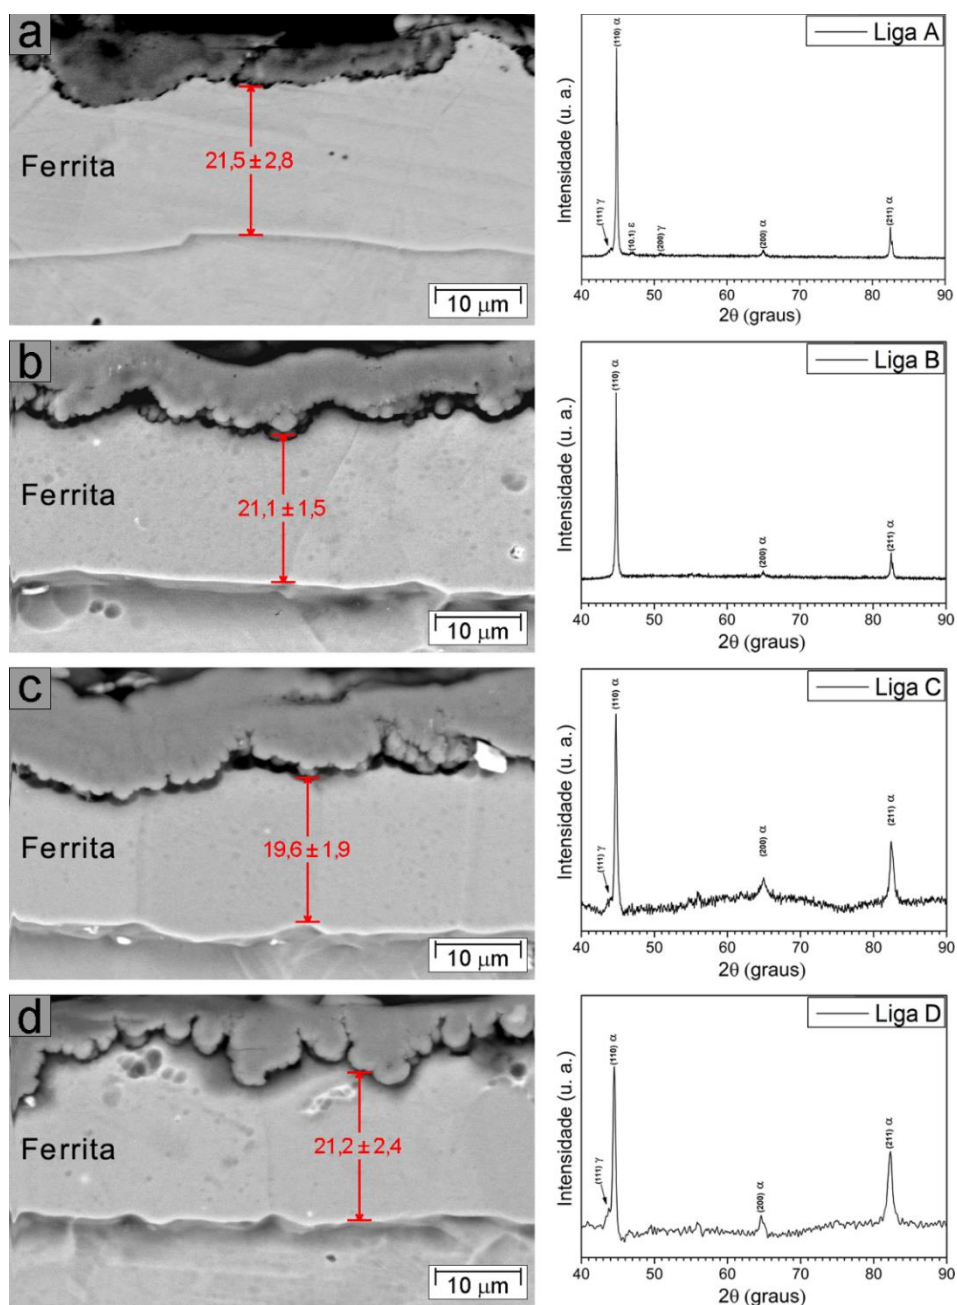 a
Ferrita
21,5 ± 2,8
10 µm
Intensidade (u. a.)
Liga A
(111) γ
(110) α
(10.1) ε
(200) γ
(200) α
(211) α
40 50 60 70 80 90
2θ (graus)
b
Ferrita
21,1 ± 1,5
10 µm
Intensidade (u. a.)
Liga B
(110) α
(200) α
(211) α
40 50 60 70 80 90
2θ (graus)
c
Ferrita
19,6 ± 1,9
10 µm
Intensidade (u. a.)
Liga C
(111) γ
(110) α
(200) α
(211) α
40 50 60 70 80 90
2θ (graus)
d
Ferrita
21,2 ± 2,4
10 µm
Intensidade (u. a.)
Liga D
(111) γ
(110) α
(200) α
(211) α
40 50 60 70 80 90
2θ (graus)